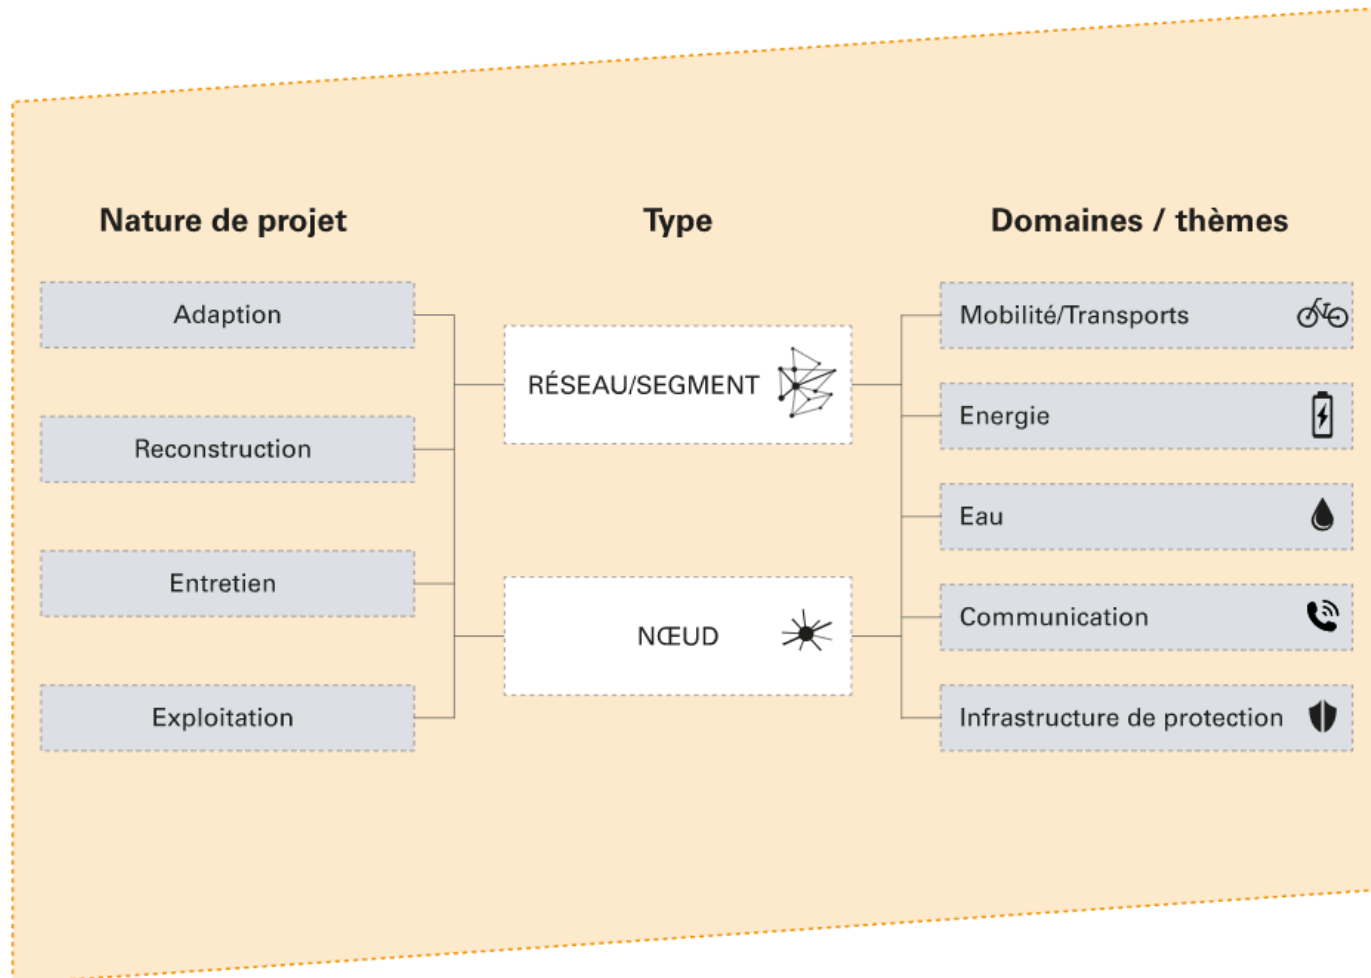 Nature de projet
Type
Domaines / thèmes
Adaption
Reconstruction
Entretien
Exploitation
RÉSEAU/SEGMENT
NŒUD
Mobilité/Transports
Energie
Eau
Communication
Infrastructure de protection